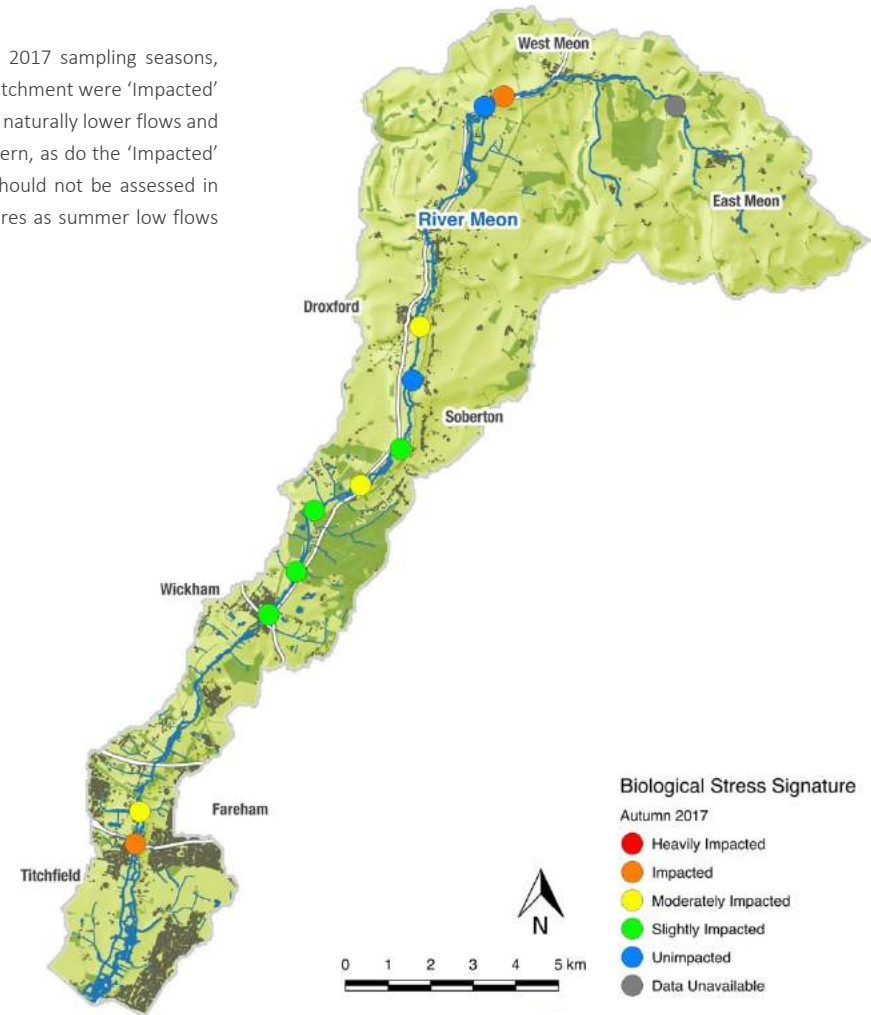 2017 sampling seasons,
tchment were ‘Impacted’
naturally lower flows and
ern, as do the ‘Impacted’
hould not be assessed in
res as summer low flows
West Meon
East Meon
River Meon
Droxford
Soberton
Wickham
Fareham
Titchfield
N
0 1 2 3 4 5 km
Biological Stress Signature
Autumn 2017
Heavily Impacted
Impacted
Moderately Impacted
Slightly Impacted
Unimpacted
Data Unavailable